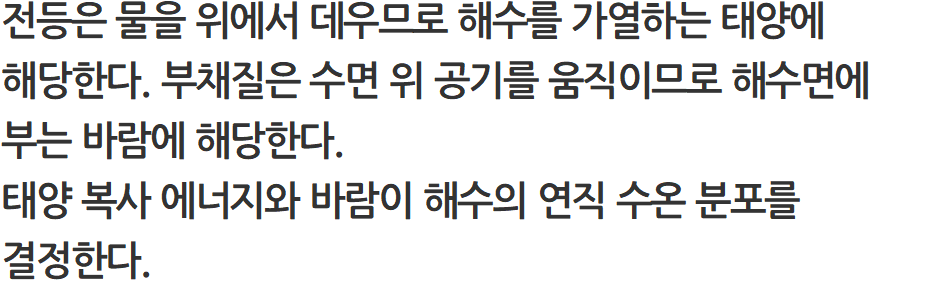 전등은 물을 위에서 데우므로 해수를 가열하는 태양에
해당한다. 부채질은 수면 위 공기를 움직이므로 해수면에
부는 바람에 해당한다.
태양 복사 에너지와 바람이 해수의 연직 수온 분포를
결정한다.